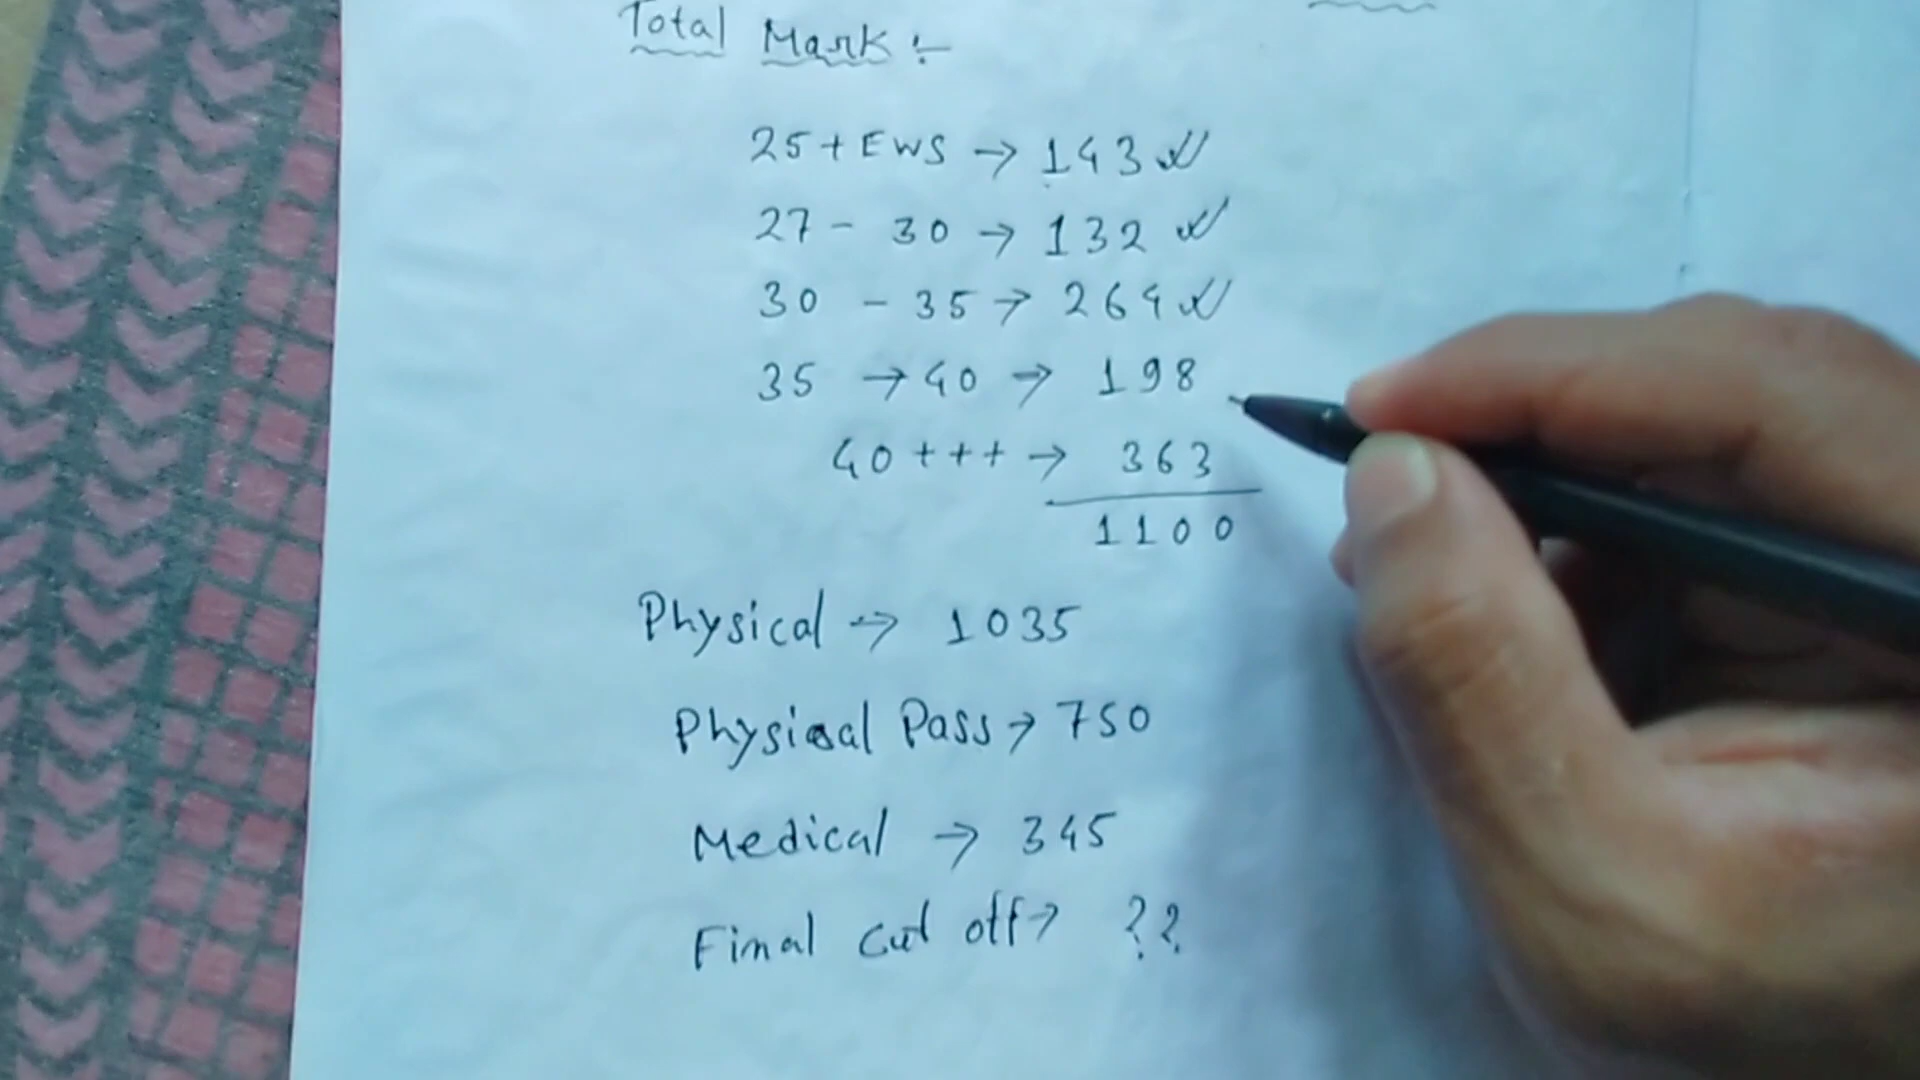 Total Mark :-
25 + EWS → 143
27 - 30 → 132
30 - 35 → 264
35 → 40 → 198
40 + + + → 363
1100
Physical → 1035
Physical Pass → 750
Medical → 345
Final cut off → ??